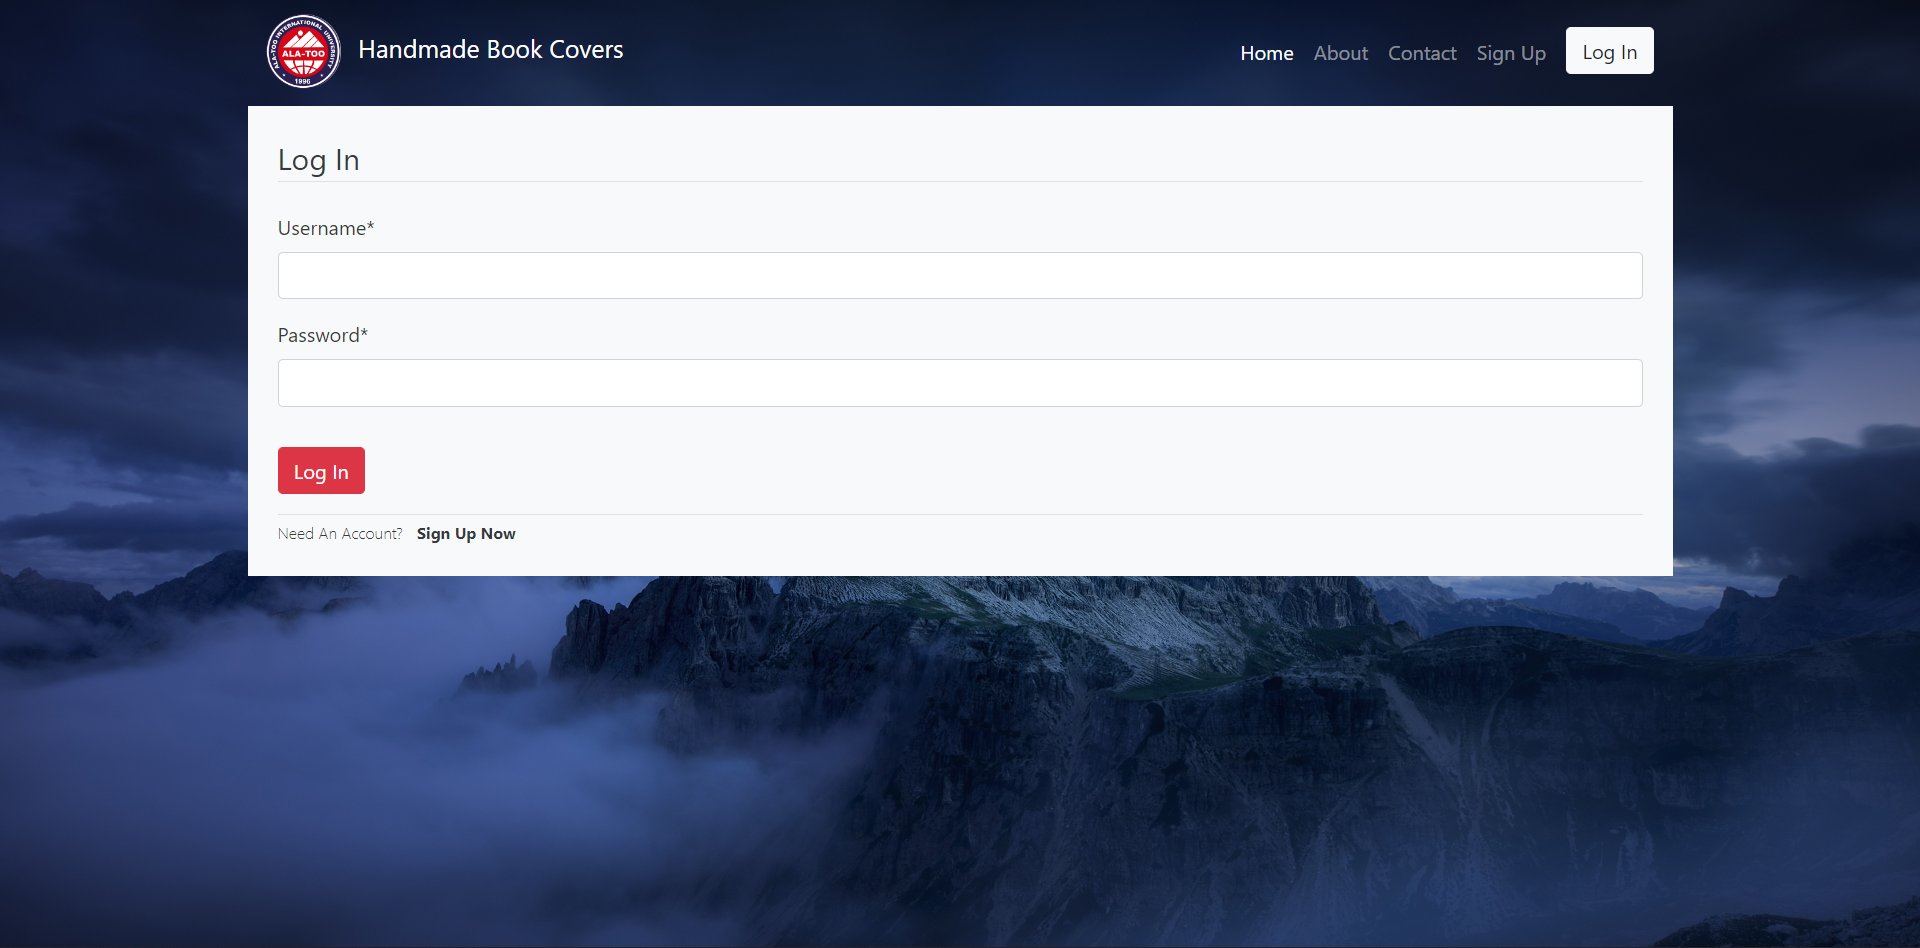 ALA-TOO INTERNATIONAL UNIVERSITY
ALA-TOO
1996
Handmade Book Covers
Home About Contact Sign Up Log In
Log In
Username*
Password*
Log In
Need An Account? Sign Up Now